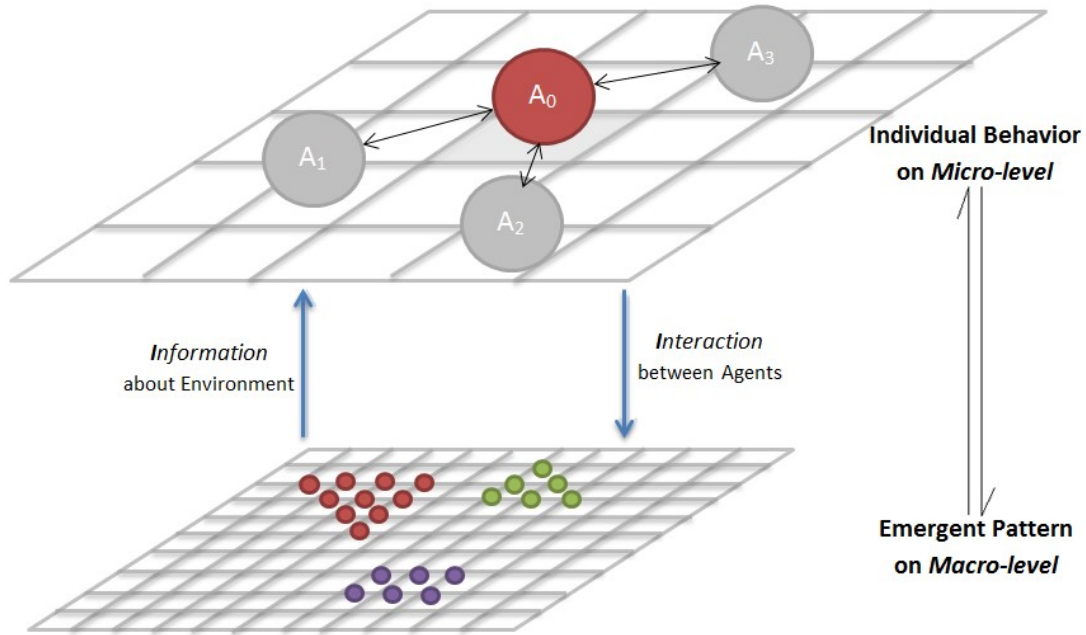 A₃
A₀
A₁
A₂
Individual Behavior
on Micro-level
Information
about Environment
Interaction
between Agents
Emergent Pattern
on Macro-level